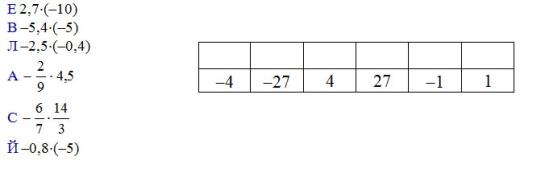 Е 2,7·(–10)
В –5,4·(–5)
Л –2,5·(–0,4)
А – 2/9 · 4,5
С – 6/7 · 14/3
Й –0,8·(–5)
–4 –27 4 27 –1 1